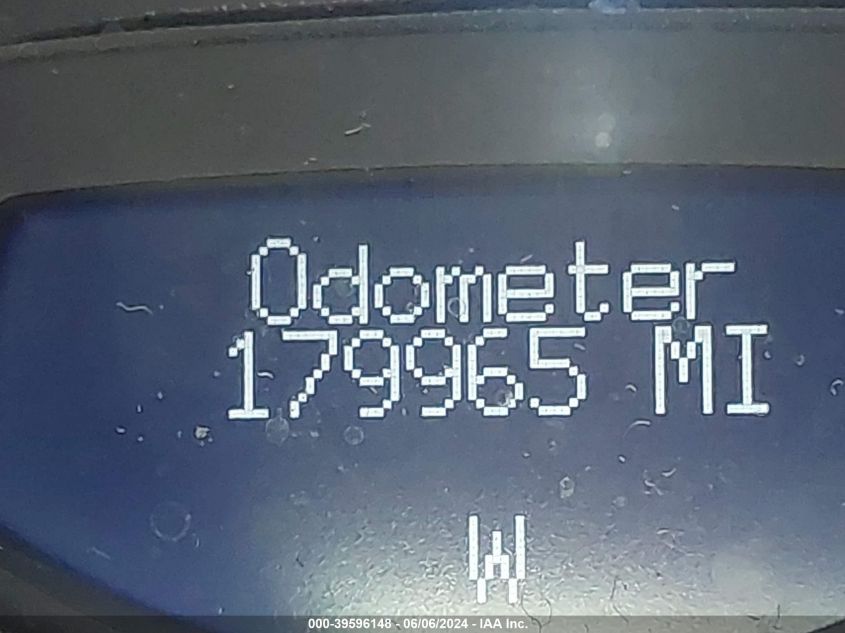 Odometer
179965 MI
W
000-39596148 - 06/06/2024 - IAA Inc.